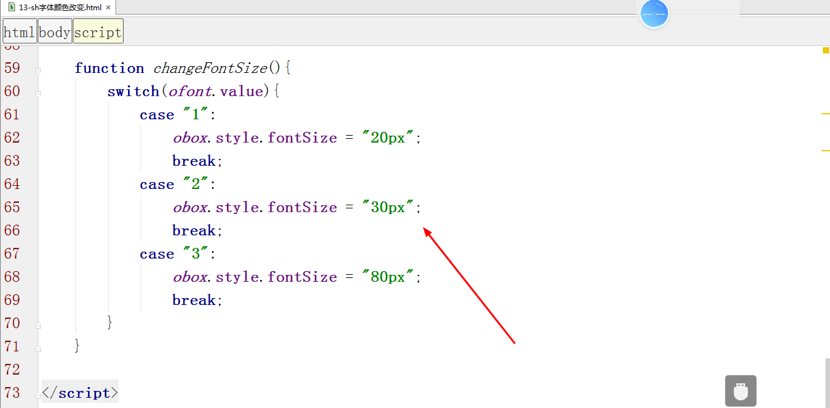 13-sh字体颜色改变.html ×
html body script
58
59 function changeFontSize(){
60 switch(ofont.value){
61 case "1":
62 obox.style.fontSize = "20px";
63 break;
64 case "2":
65 obox.style.fontSize = "30px";
66 break;
67 case "3":
68 obox.style.fontSize = "80px";
69 break;
70 }
71 }
72
73 </script>